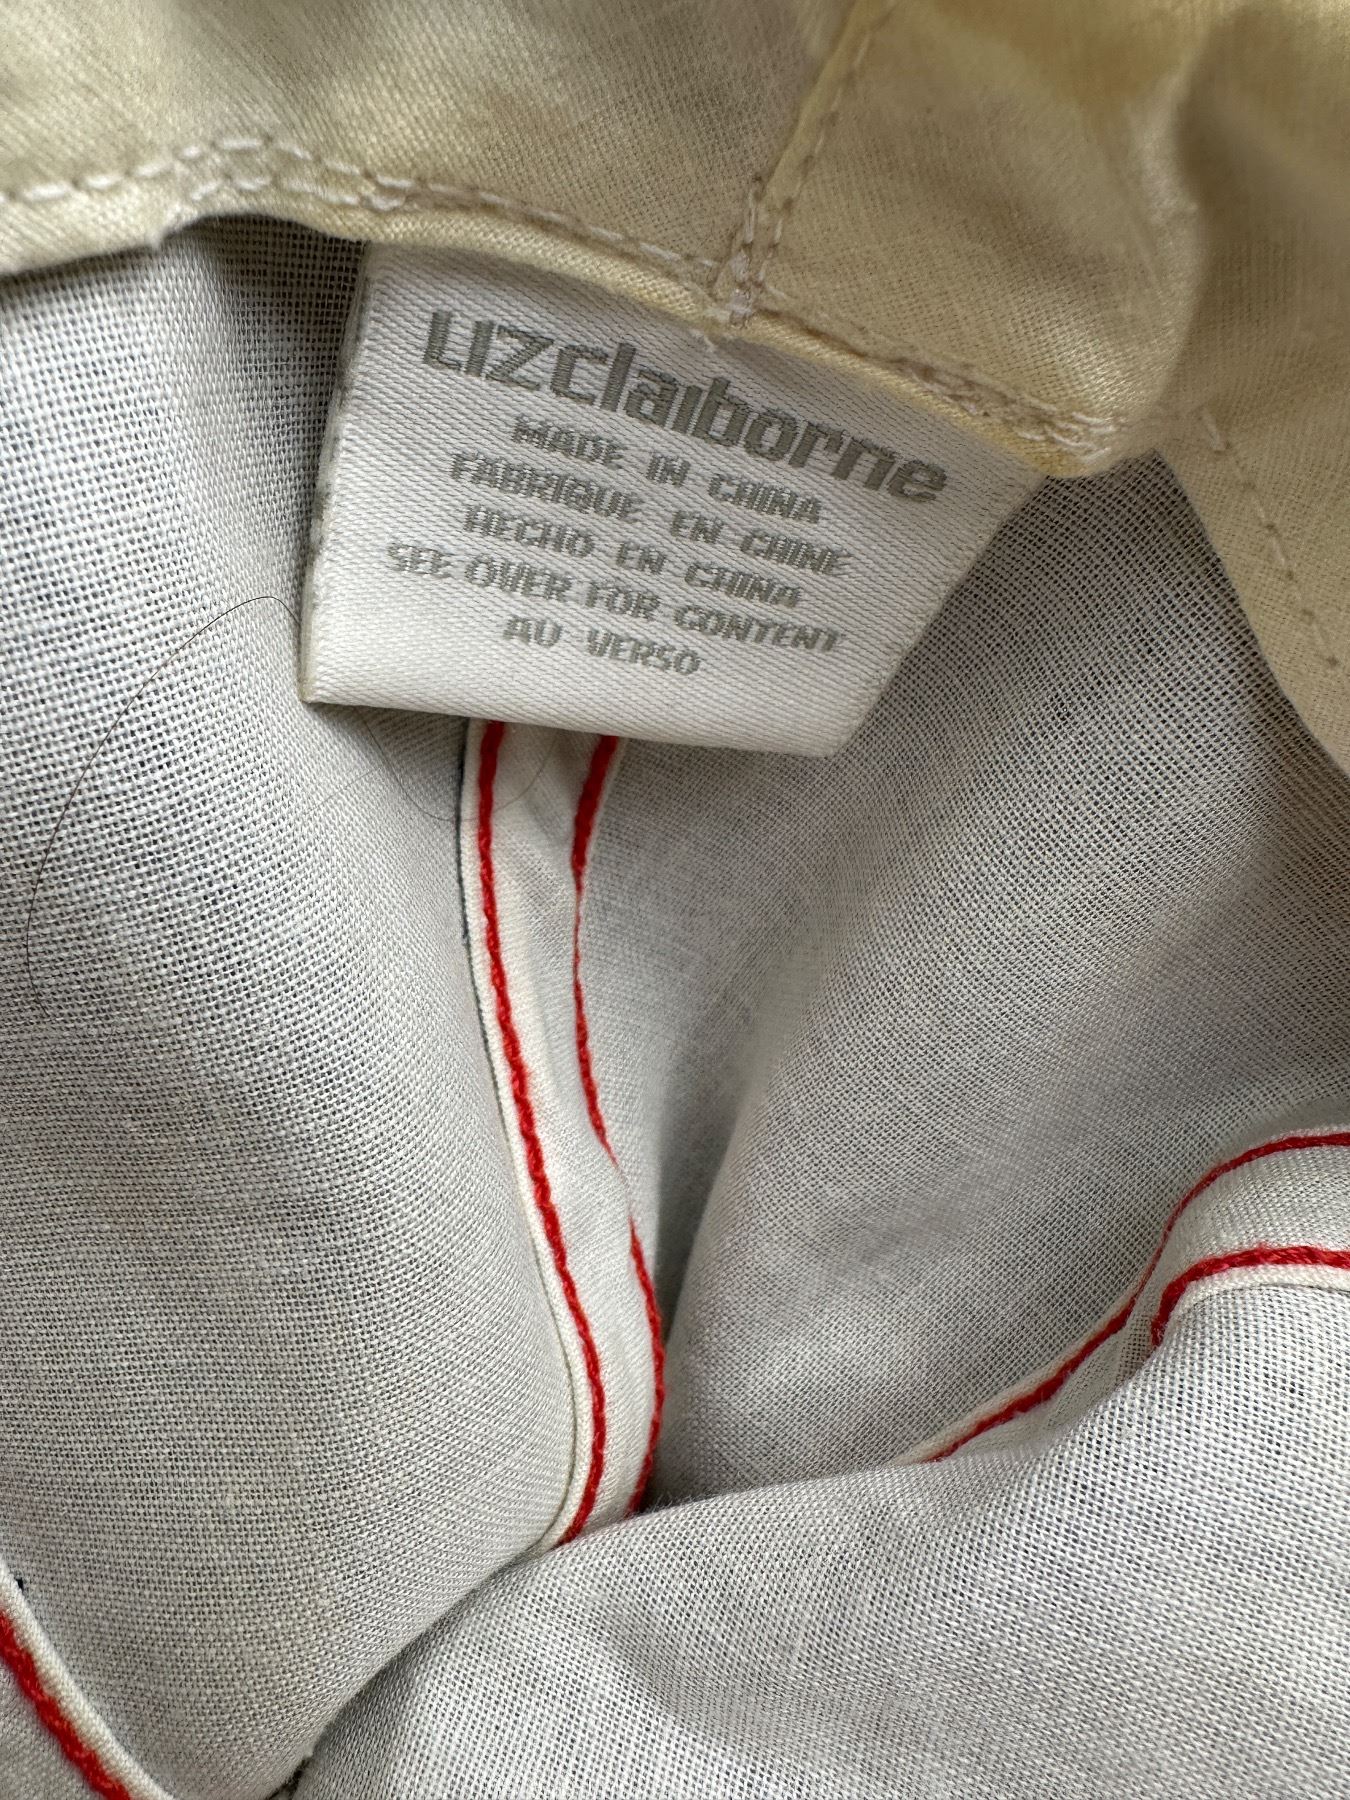 Lizclaiborne
MADE IN CHINA
FABRIQUE EN CHINE
HECHO EN CHINA
SEE OVER FOR CONTENT
AU VERSO